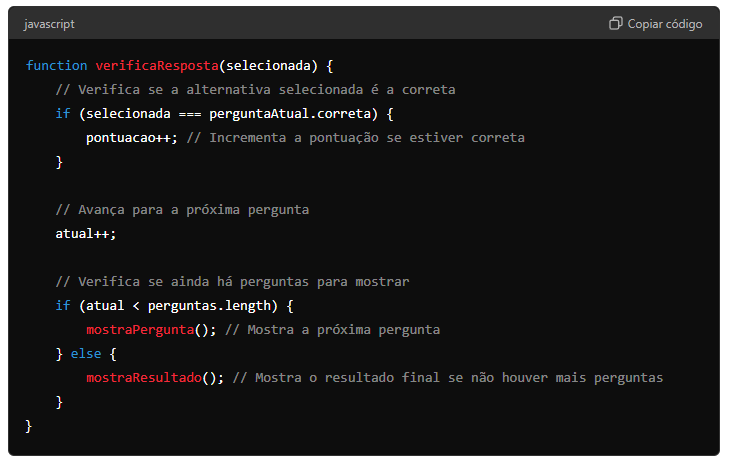 javascript
Copiar código
function verificaResposta(selecionada) {
    // Verifica se a alternativa selecionada é a correta
    if (selecionada === perguntaAtual.correta) {
        pontuacao++; // Incrementa a pontuação se estiver correta
    }

    // Avança para a próxima pergunta
    atual++;

    // Verifica se ainda há perguntas para mostrar
    if (atual < perguntas.length) {
        mostraPergunta(); // Mostra a próxima pergunta
    } else {
        mostraResultado(); // Mostra o resultado final se não houver mais perguntas
    }
}